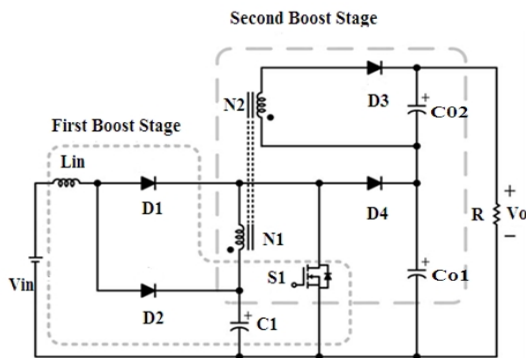 Second Boost Stage
N2
D3
C02
First Boost Stage
Lin
D1
D4
R
+
Vo
−
N1
S1
Co1
Vin
D2
C1
+
+
+